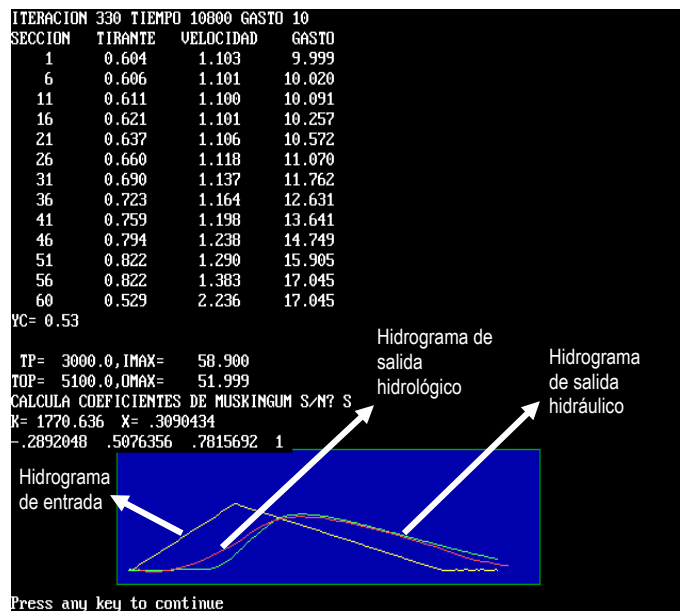 ITERACION 330 TIEMPO 10800 GASTO 10
SECCION TIRANTE VELOCIDAD GASTO
1 0.604 1.103 9.999
6 0.606 1.101 10.020
11 0.611 1.100 10.091
16 0.621 1.101 10.257
21 0.637 1.106 10.572
26 0.660 1.118 11.070
31 0.690 1.137 11.762
36 0.723 1.164 12.631
41 0.759 1.198 13.641
46 0.794 1.238 14.749
51 0.822 1.290 15.905
56 0.822 1.383 17.045
60 0.529 2.236 17.045
YC= 0.53
TP= 3000.0,IMAX= 58.900
TOP= 5100.0,OMAX= 51.999
CALCULA COEFICIENTES DE MUSKINGUM S/N? S
K= 1770.636 X= .3090434
-.2892048 .5076356 .7815692 1
Hidrograma de
salida
hidrológico
Hidrograma
de salida
hidráulico
Hidrograma
de entrada
Press any key to continue